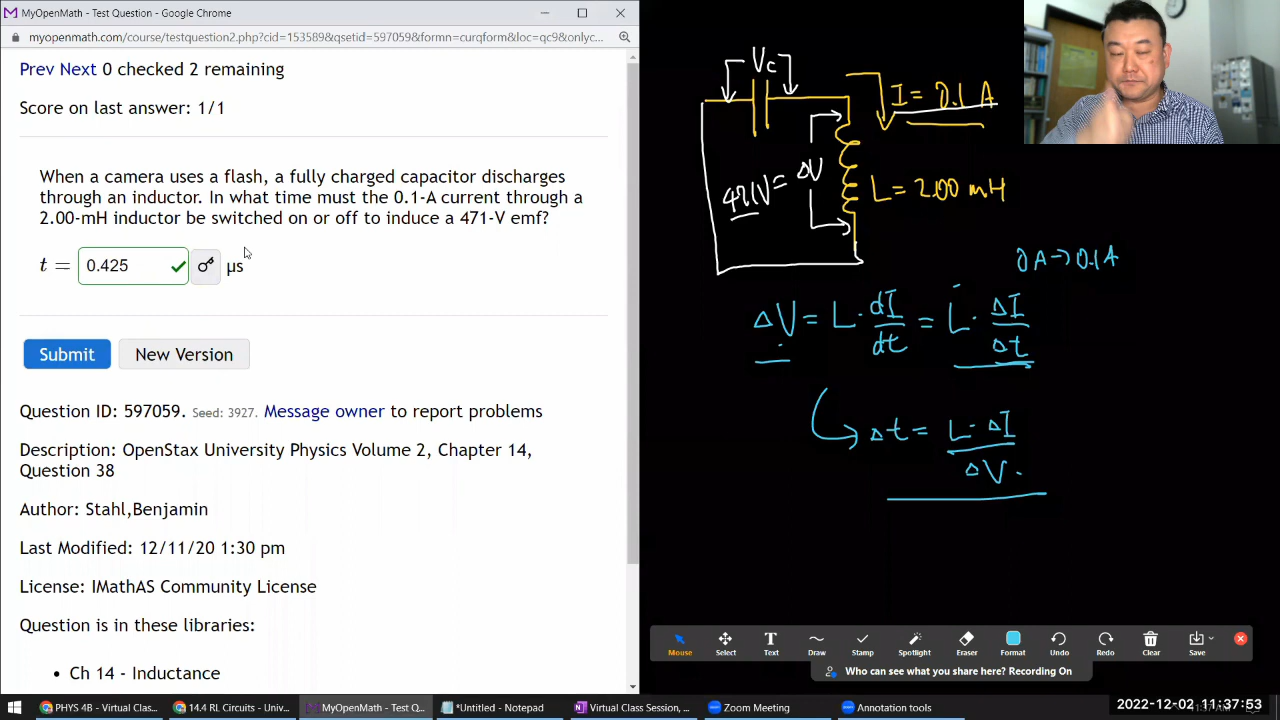 MyOpenMath - Test Question - Google Chrome
myopenmath.com/course/testquestion2.php?cid=153589&qsetid=597059&formn=curqform&loc=qc9&onlyc...
Prev Next 0 checked 2 remaining
Score on last answer: 1/1
When a camera uses a flash, a fully charged capacitor discharges
through an inductor. In what time must the 0.1-A current through a
2.00-mH inductor be switched on or off to induce a 471-V emf?
t = 0.425 μs
Submit
New Version
Question ID: 597059. Seed: 3927. Message owner to report problems
Description: OpenStax University Physics Volume 2, Chapter 14,
Question 38
Author: Stahl,Benjamin
Last Modified: 12/11/20 1:30 pm
License: IMathAS Community License
Question is in these libraries:
• Ch 14 - Inductance
Vc
I = 0.1 A
471V = ΔV
L = 2.00 mH
0A → 0.1A
ΔV = L · dI/dt = L · ΔI/Δt
Δt = L · ΔI/ΔV
Mouse Select Text Draw Stamp Spotlight Eraser Format Undo Redo Clear Save
Who can see what you share here? Recording On
PHYS 4B - Virtual Clas...
14.4 RL Circuits - Univ...
MyOpenMath - Test Q...
*Untitled - Notepad
Virtual Class Session, ...
Zoom Meeting
Annotation tools
2022-12-02 11:37:53